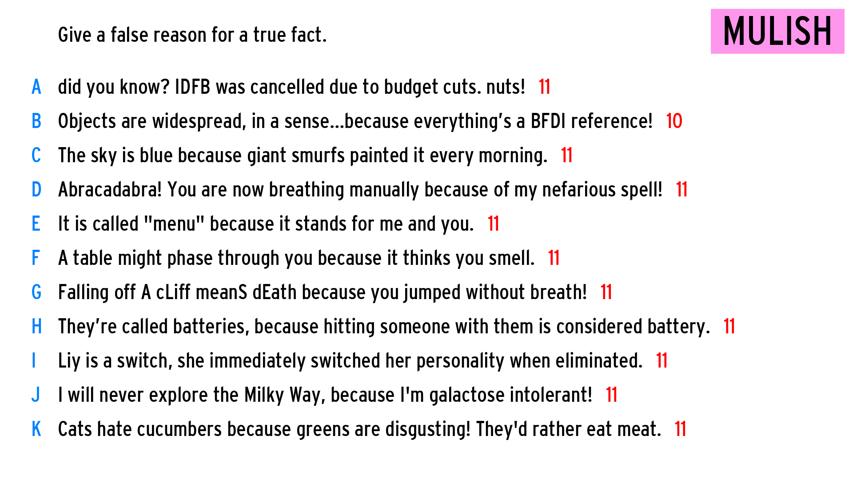 Give a false reason for a true fact.
MULISH
A did you know? IDFB was cancelled due to budget cuts. nuts! 11
B Objects are widespread, in a sense...because everything's a BFDI reference! 10
C The sky is blue because giant smurfs painted it every morning. 11
D Abracadabra! You are now breathing manually because of my nefarious spell! 11
E It is called "menu" because it stands for me and you. 11
F A table might phase through you because it thinks you smell. 11
G Falling off A cLiff meanS dEath because you jumped without breath! 11
H They're called batteries, because hitting someone with them is considered battery. 11
I Liy is a switch, she immediately switched her personality when eliminated. 11
J I will never explore the Milky Way, because I'm galactose intolerant! 11
K Cats hate cucumbers because greens are disgusting! They'd rather eat meat. 11